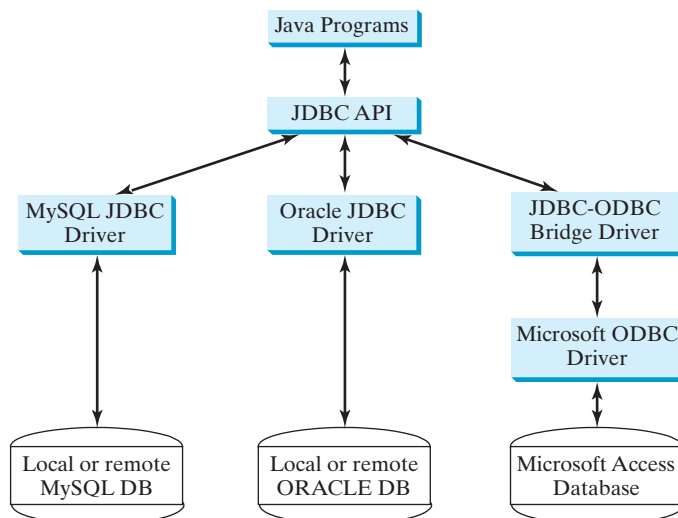 Java Programs
JDBC API
MySQL JDBC
Driver
Oracle JDBC
Driver
JDBC-ODBC
Bridge Driver
Microsoft ODBC
Driver
Local or remote
MySQL DB
Local or remote
ORACLE DB
Microsoft Access
Database